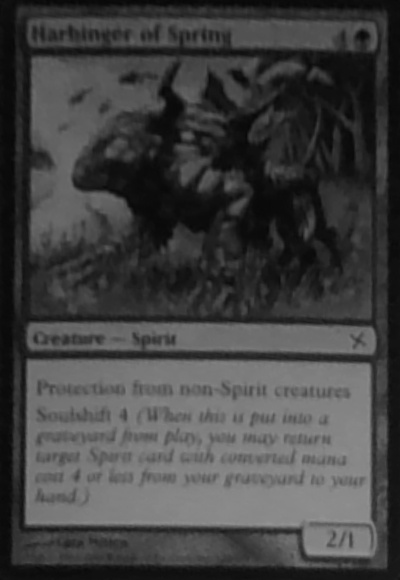 Harbinger of Spring 4
Creature — Spirit
Protection from non-Spirit creatures
Soulshift 4 (When this is put into a
graveyard from play, you may return
target Spirit card with converted mana
cost 4 or less from your graveyard to your
hand.)
2/1